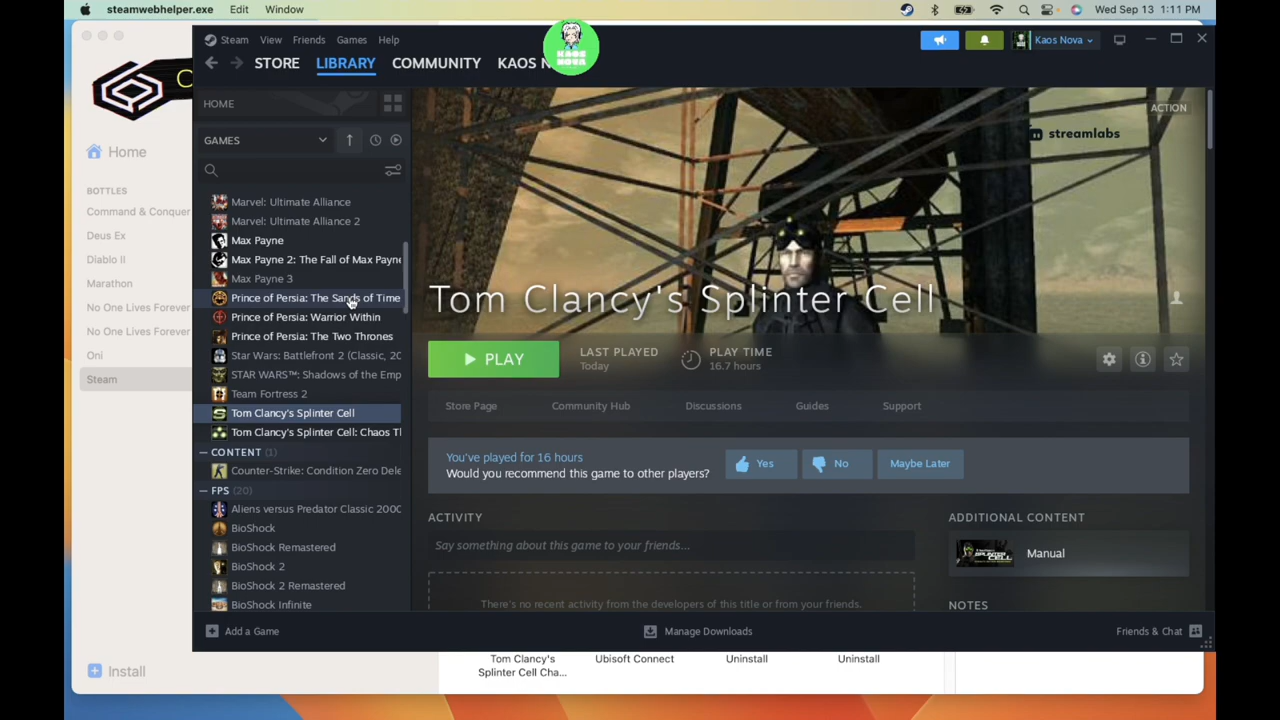 steamwebhelper.exe Edit Window
Wed Sep 13 1:11 PM
Steam View Friends Games Help
KAOS NOVA
Kaos Nova
STORE LIBRARY COMMUNITY KAOS N
C
HOME
GAMES
ACTION
streamlabs
Home
BOTTLES
Command & Conquer
Deus Ex
Diablo II
Marathon
No One Lives Forever
No One Lives Forever
Oni
Steam
Install
Marvel: Ultimate Alliance
Marvel: Ultimate Alliance 2
Max Payne
Max Payne 2: The Fall of Max Payne
Max Payne 3
Prince of Persia: The Sands of Time
Prince of Persia: Warrior Within
Prince of Persia: The Two Thrones
Star Wars: Battlefront 2 (Classic, 20
STAR WARS™: Shadows of the Emp
Team Fortress 2
Tom Clancy's Splinter Cell
Tom Clancy's Splinter Cell: Chaos Tl
CONTENT (1)
Counter-Strike: Condition Zero Dele
FPS (20)
Aliens versus Predator Classic 2000
BioShock
BioShock Remastered
BioShock 2
BioShock 2 Remastered
BioShock Infinite
Tom Clancy's Splinter Cell
PLAY
LAST PLAYED
Today
PLAY TIME
16.7 hours
Store Page Community Hub Discussions Guides Support
You've played for 16 hours
Would you recommend this game to other players?
Yes No Maybe Later
ACTIVITY
Say something about this game to your friends...
There's no recent activity from the developers of this title or from your friends.
ADDITIONAL CONTENT
Manual
NOTES
Add a Game
Manage Downloads
Friends & Chat
Tom Clancy's
Splinter Cell Cha...
Ubisoft Connect
Uninstall
Uninstall